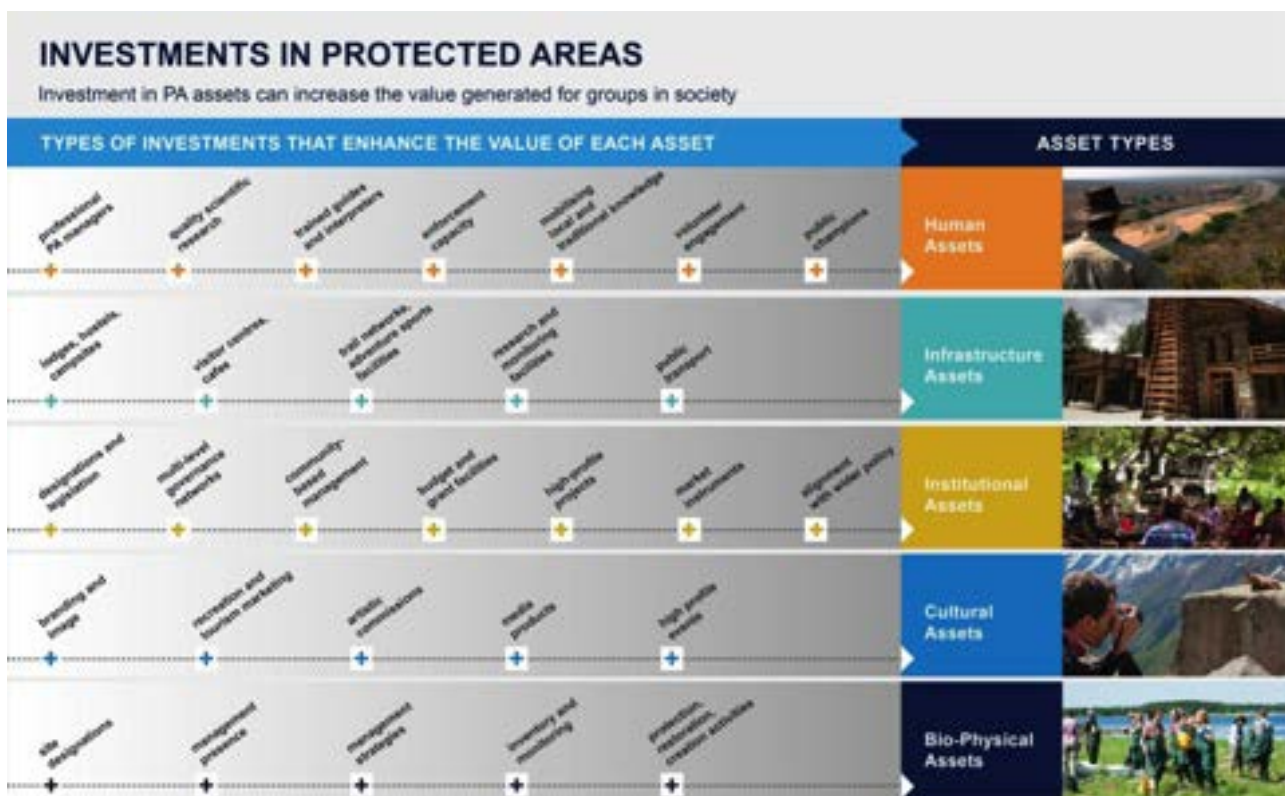 INVESTMENTS IN PROTECTED AREAS
Investment in PA assets can increase the value generated for groups in society
TYPES OF INVESTMENTS THAT ENHANCE THE VALUE OF EACH ASSET
ASSET TYPES
professional
PA managers
quality scientific
research
trained guides
and interpreters
enforcement
capacity
mobilising
local and
traditional knowledge
volunteer
engagement
public
champions
Human
Assets
lodges, hostels,
campsites
visitor centres,
cafes
trail networks,
adventure sports
facilities
research and
monitoring
facilities
public
transport
Infrastructure
Assets
designations and
legislation
multi-level
governance
networks
community-
based
management
budget and
grant facilities
high-profile
projects
market
instruments
alignment
with wider policy
Institutional
Assets
branding and
image
recreation and
tourism marketing
artistic
commissions
media
products
high profile
events
Cultural
Assets
site
designations
management
presence
management
strategies
inventory and
monitoring
protection,
restoration,
creation activities
Bio-Physical
Assets